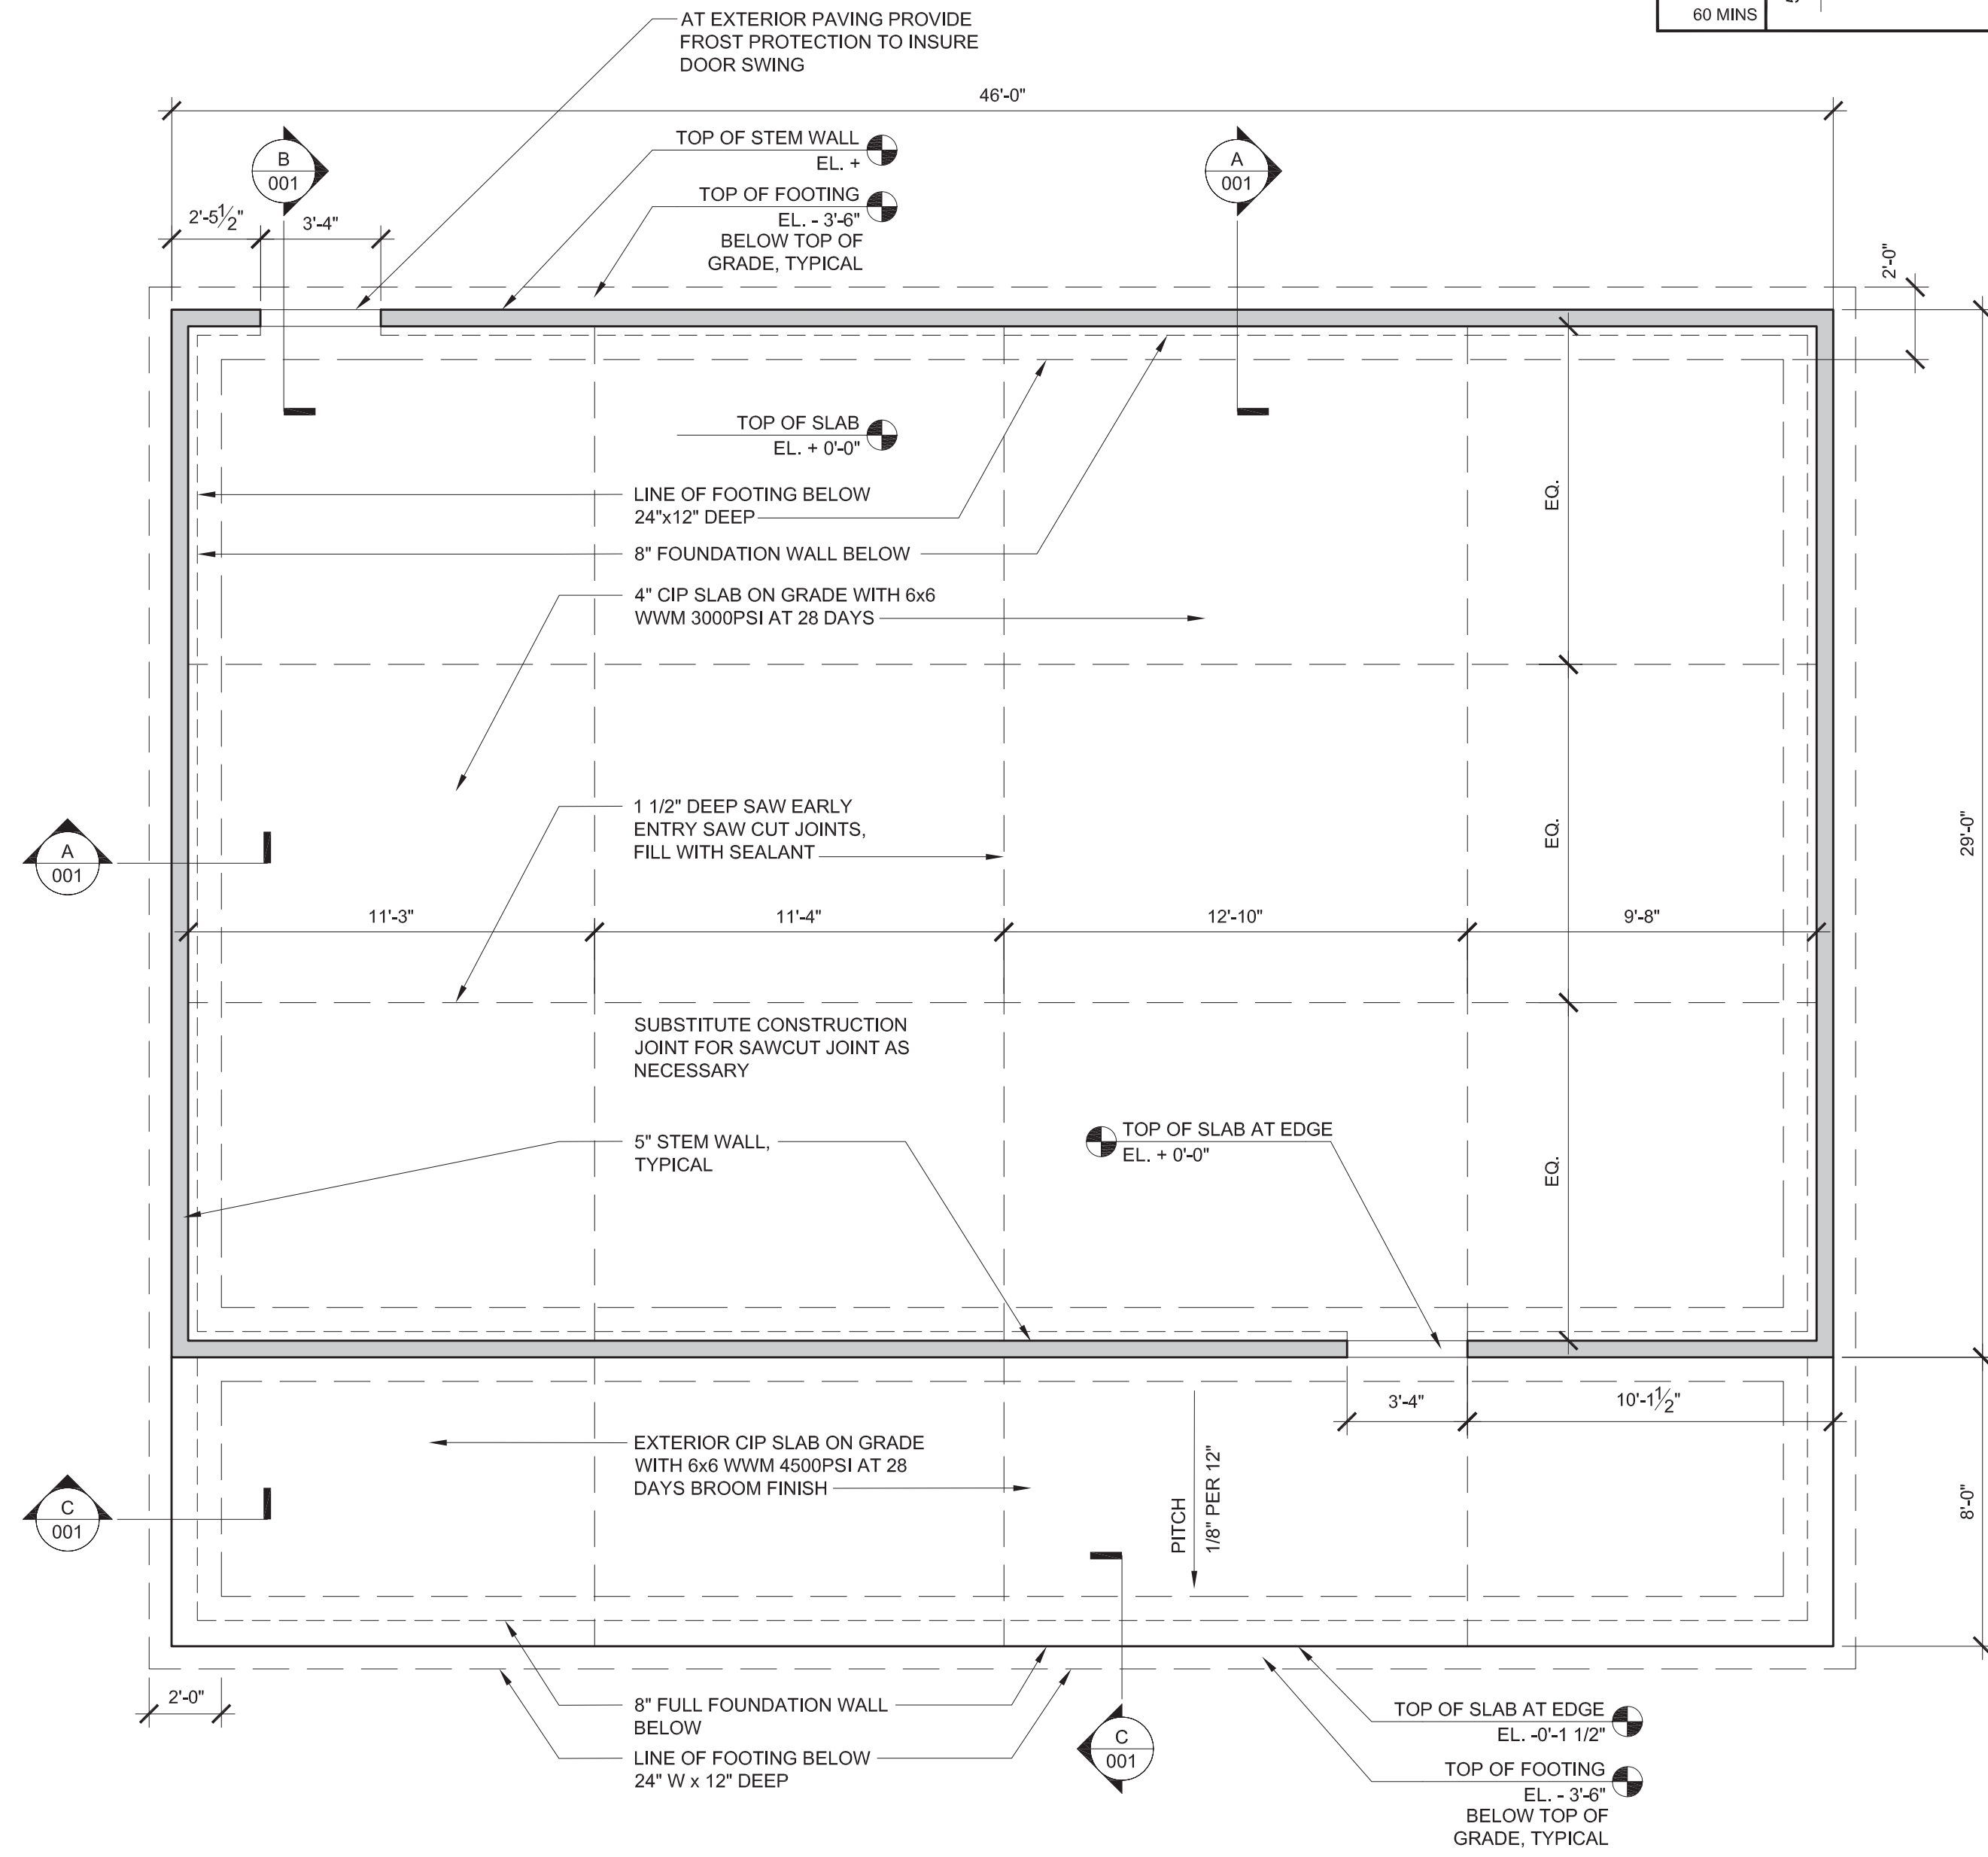 60 MINS
AT EXTERIOR PAVING PROVIDE
FROST PROTECTION TO INSURE
DOOR SWING
46'-0"
B
001
TOP OF STEM WALL
EL. +
A
001
TOP OF FOOTING
EL. - 3'-6"
BELOW TOP OF
GRADE, TYPICAL
2'-5 1/2"
3'-4"
2'-0"
TOP OF SLAB
EL. + 0'-0"
LINE OF FOOTING BELOW
24"x12" DEEP
EQ.
8" FOUNDATION WALL BELOW
4" CIP SLAB ON GRADE WITH 6x6
WWM 3000PSI AT 28 DAYS
1 1/2" DEEP SAW EARLY
ENTRY SAW CUT JOINTS,
FILL WITH SEALANT
EQ.
29'-0"
A
001
11'-3"
11'-4"
12'-10"
9'-8"
SUBSTITUTE CONSTRUCTION
JOINT FOR SAWCUT JOINT AS
NECESSARY
5" STEM WALL,
TYPICAL
TOP OF SLAB AT EDGE
EL. + 0'-0"
EQ.
3'-4"
10'-1 1/2"
EXTERIOR CIP SLAB ON GRADE
WITH 6x6 WWM 4500PSI AT 28
DAYS BROOM FINISH
PITCH
1/8" PER 12"
8'-0"
C
001
2'-0"
8" FULL FOUNDATION WALL
BELOW
LINE OF FOOTING BELOW
24" W x 12" DEEP
C
001
TOP OF SLAB AT EDGE
EL. -0'-1 1/2"
TOP OF FOOTING
EL. - 3'-6"
BELOW TOP OF
GRADE, TYPICAL